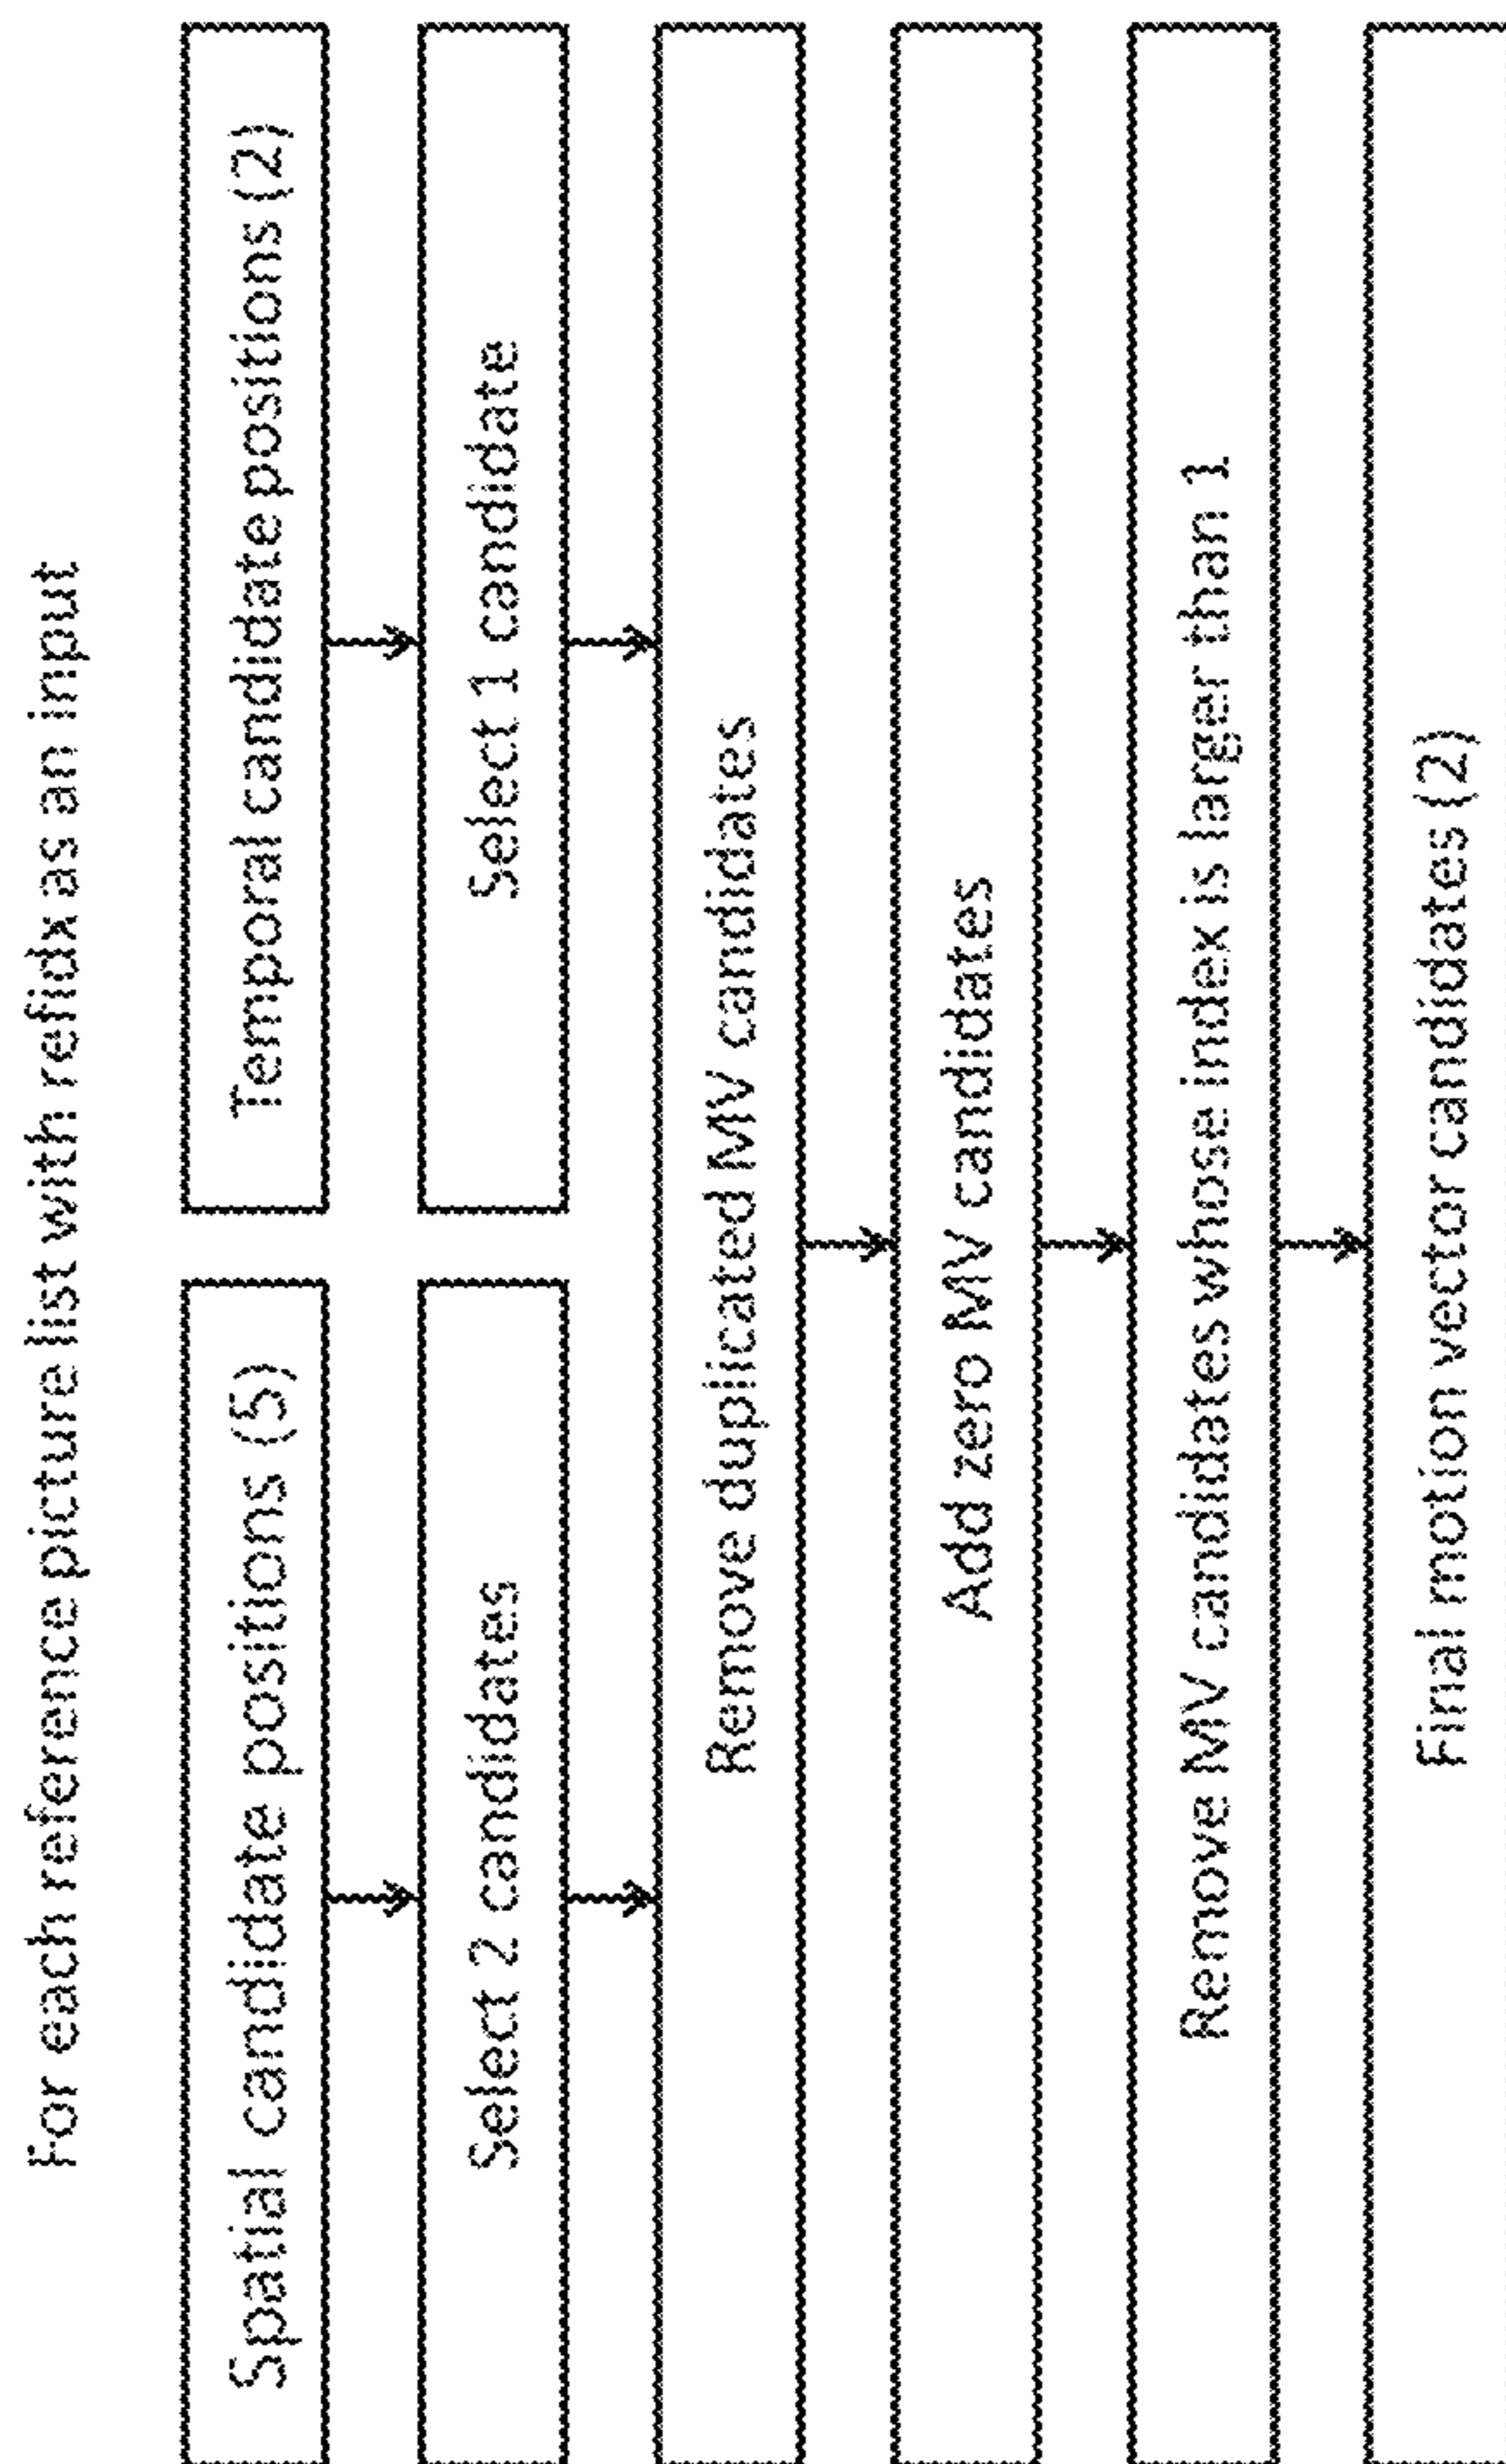 For each reference picture list with refidx as an input
Spatial candidate positions (5)
Temporal candidate positions (2)
Select 2 candidates
Select 1 candidate
Remove duplicated MV candidates
Add zero MV candidates
Remove MV candidates whose index is larger than 1
Final motion vector candidates (2)